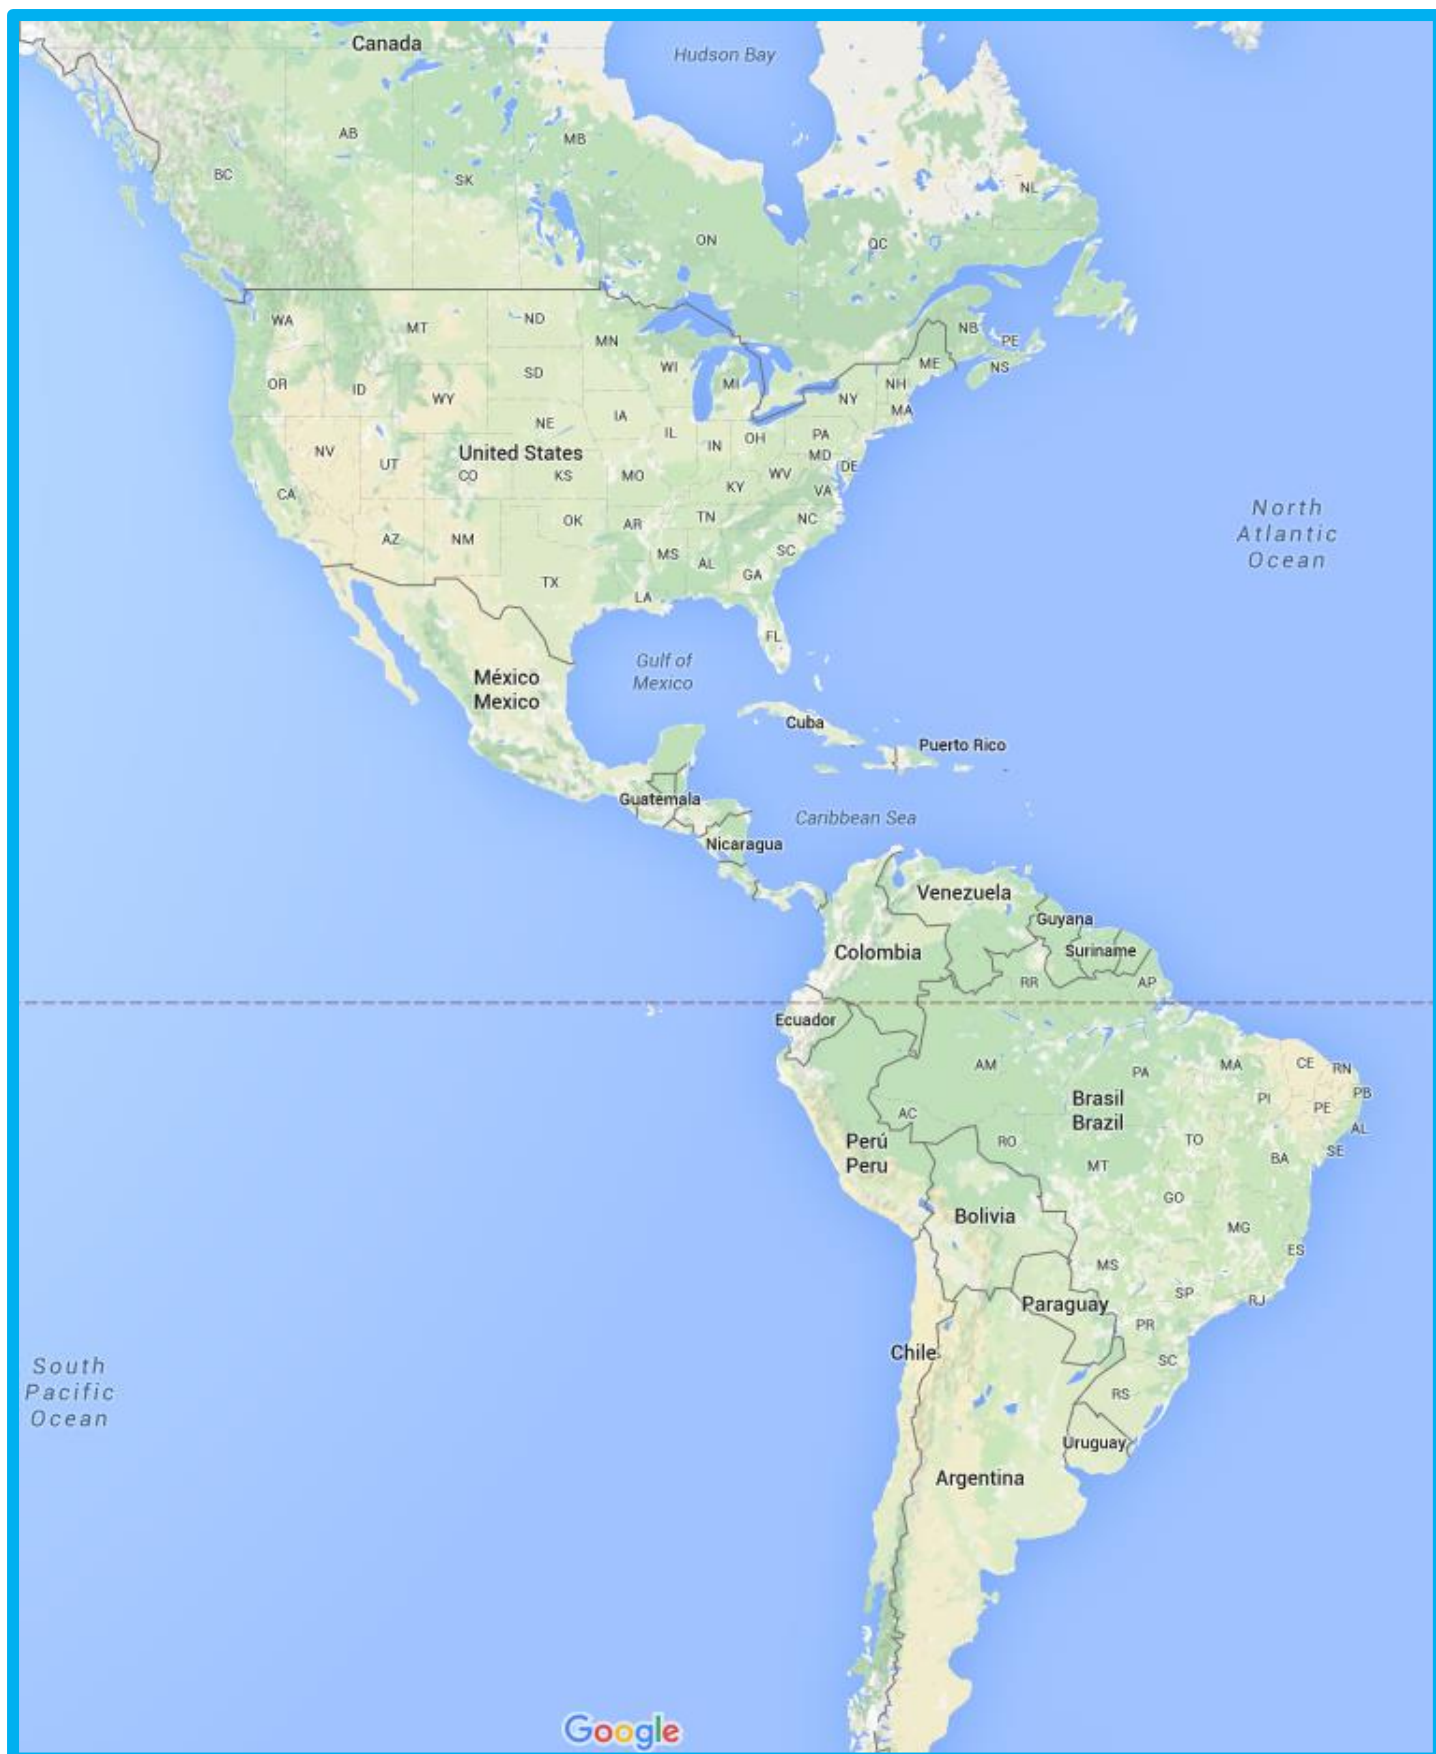 Canada
Hudson Bay
AB
MB
BC
SK
NL
ON
QC
WA
MT
ND
NB
MN
PE
WI
ME
NS
SD
OR
ID
MI
NH
WY
NY
MA
IA
NE
IL
OH
PA
IN
NV
United States
MD
UT
CO
KS
MO
WV
DE
KY
CA
VA
North
Atlantic
Ocean
OK
AR
TN
NC
AZ
NM
MS
SC
AL
GA
TX
LA
FL
Gulf of
Mexico
México
Mexico
Cuba
Puerto Rico
Guatemala
Caribbean Sea
Nicaragua
Venezuela
Guyana
Colombia
Suriname
RR
AP
Ecuador
AM
PA
MA
CE
RN
Brasil
Brazil
PI
PB
PE
AC
AL
Perú
Peru
RO
TO
SE
BA
MT
GO
Bolivia
MG
ES
MS
SP
RJ
Paraguay
PR
Chile
SC
South
Pacific
Ocean
RS
Uruguay
Argentina
Google